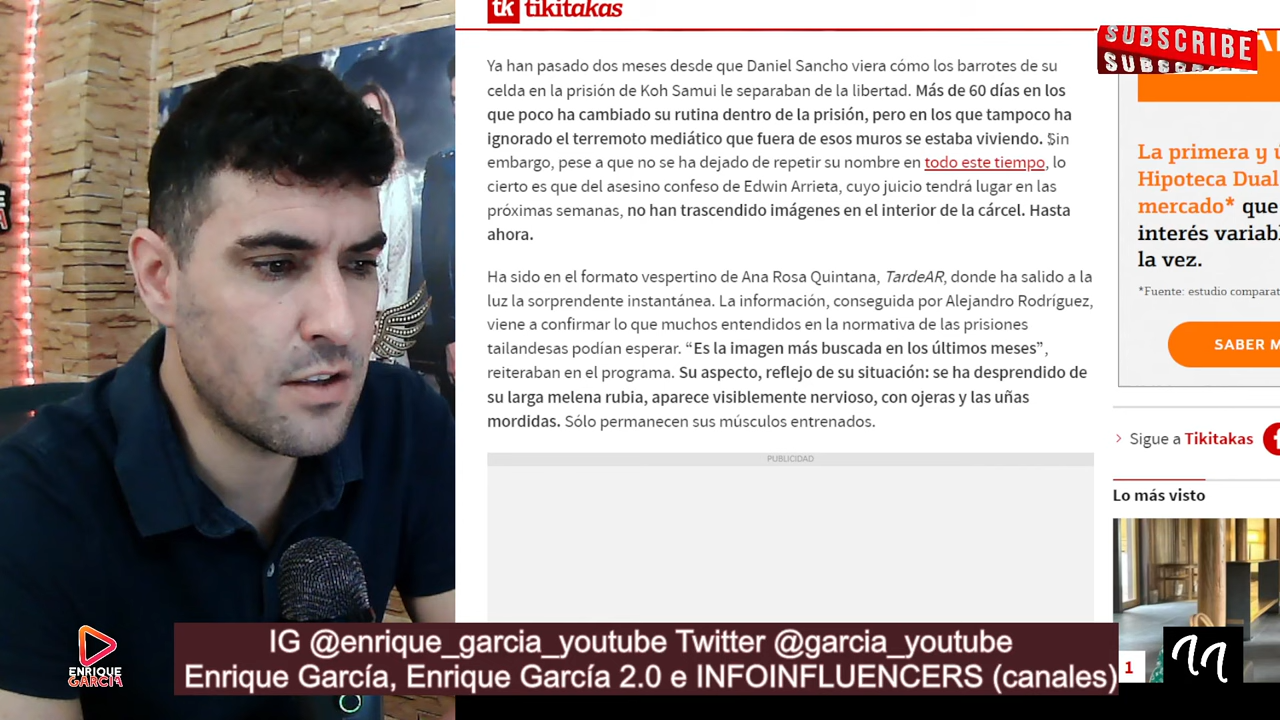 tk tikitakas
SUBSCRIBE
SUBSCRIBE
Ya han pasado dos meses desde que Daniel Sancho viera cómo los barrotes de su
celda en la prisión de Koh Samui le separaban de la libertad. Más de 60 días en los
que poco ha cambiado su rutina dentro de la prisión, pero en los que tampoco ha
ignorado el terremoto mediático que fuera de esos muros se estaba viviendo. Sin
embargo, pese a que no se ha dejado de repetir su nombre en todo este tiempo, lo
cierto es que del asesino confeso de Edwin Arrieta, cuyo juicio tendrá lugar en las
próximas semanas, no han trascendido imágenes en el interior de la cárcel. Hasta
ahora.
Ha sido en el formato vespertino de Ana Rosa Quintana, TardeAR, donde ha salido a la
luz la sorprendente instantánea. La información, conseguida por Alejandro Rodríguez,
viene a confirmar lo que muchos entendidos en la normativa de las prisiones
tailandesas podían esperar. “Es la imagen más buscada en los últimos meses”,
reiteraban en el programa. Su aspecto, reflejo de su situación: se ha desprendido de
su larga melena rubia, aparece visiblemente nervioso, con ojeras y las uñas
mordidas. Sólo permanecen sus músculos entrenados.
PUBLICIDAD
La primera y ú
Hipoteca Dual
mercado* que
interés variabl
la vez.
*Fuente: estudio comparat
SABER M
Sigue a Tikitakas
Lo más visto
1
ENRIQUE
GARCÍA
IG @enrique_garcia_youtube Twitter @garcia_youtube
Enrique García, Enrique García 2.0 e INFOINFLUENCERS (canales)